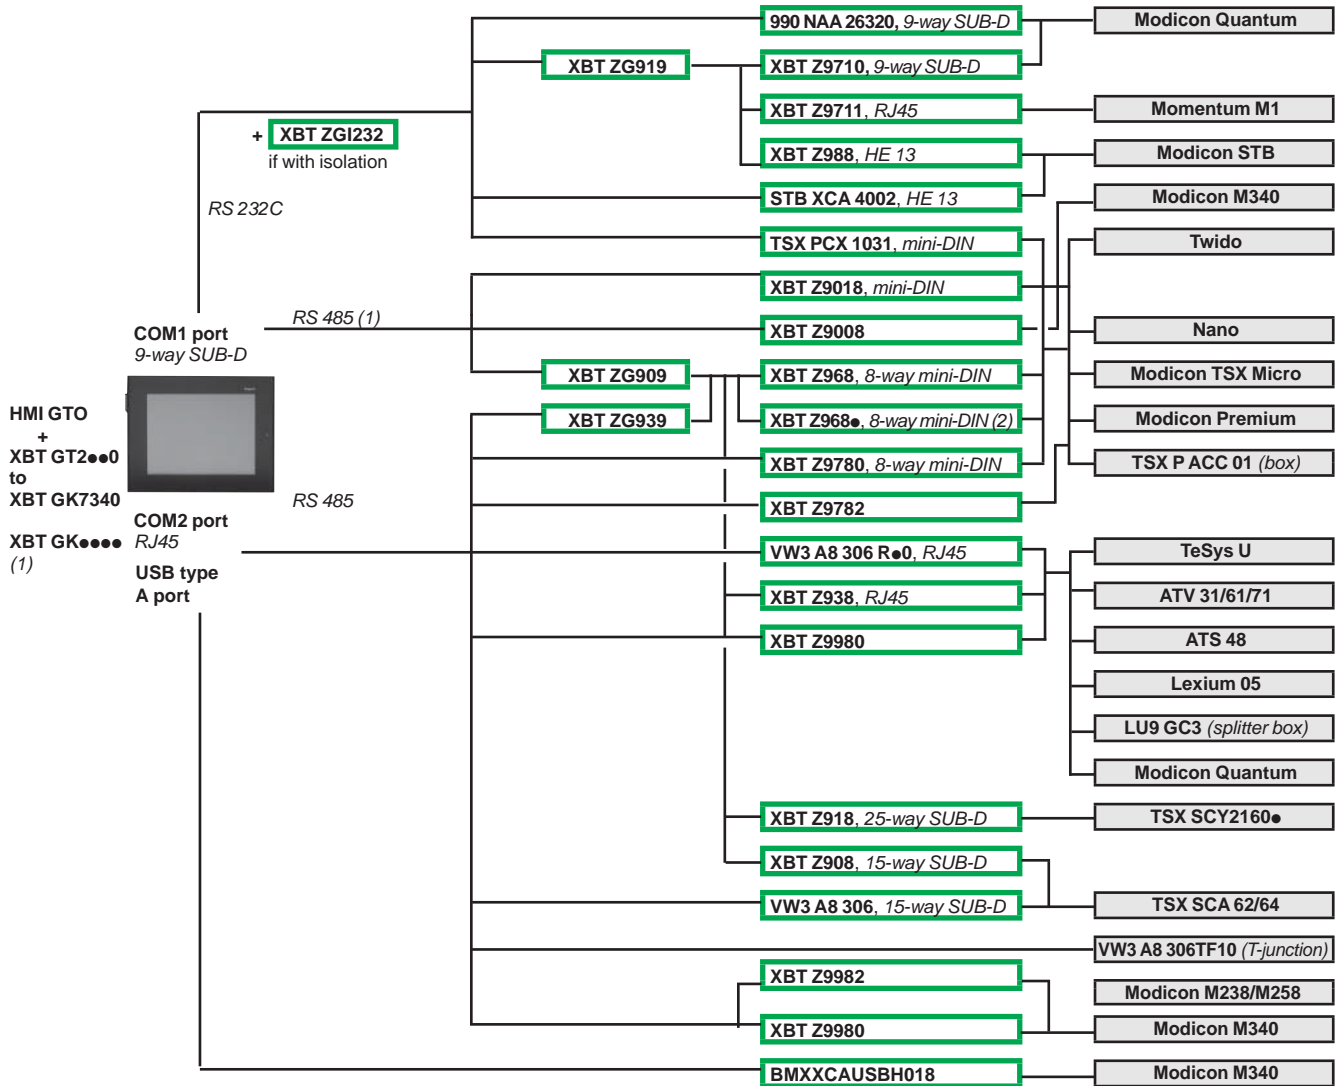 990 NAA 26320, 9-way SUB-D
Modicon Quantum
XBT ZG919
XBT Z9710, 9-way SUB-D
XBT Z9711, RJ45
Momentum M1
+ XBT ZGI232
if with isolation
XBT Z988, HE 13
Modicon STB
RS 232C
STB XCA 4002, HE 13
Modicon M340
TSX PCX 1031, mini-DIN
Twido
XBT Z9018, mini-DIN
RS 485 (1)
XBT Z9008
Nano
COM1 port
9-way SUB-D
XBT ZG909
XBT Z968, 8-way mini-DIN
Modicon TSX Micro
XBT ZG939
XBT Z968●, 8-way mini-DIN (2)
Modicon Premium
HMI GTO
+
XBT GT2●●0
to
XBT GK7340
XBT Z9780, 8-way mini-DIN
TSX P ACC 01 (box)
RS 485
XBT Z9782
COM2 port
RJ45
XBT GK●●●●
(1)
USB type
A port
VW3 A8 306 R●0, RJ45
TeSys U
XBT Z938, RJ45
ATV 31/61/71
XBT Z9980
ATS 48
Lexium 05
LU9 GC3 (splitter box)
Modicon Quantum
XBT Z918, 25-way SUB-D
TSX SCY2160●
XBT Z908, 15-way SUB-D
VW3 A8 306, 15-way SUB-D
TSX SCA 62/64
VW3 A8 306TF10 (T-junction)
XBT Z9982
Modicon M238/M258
XBT Z9980
Modicon M340
BMXXCAUSBH018
Modicon M340